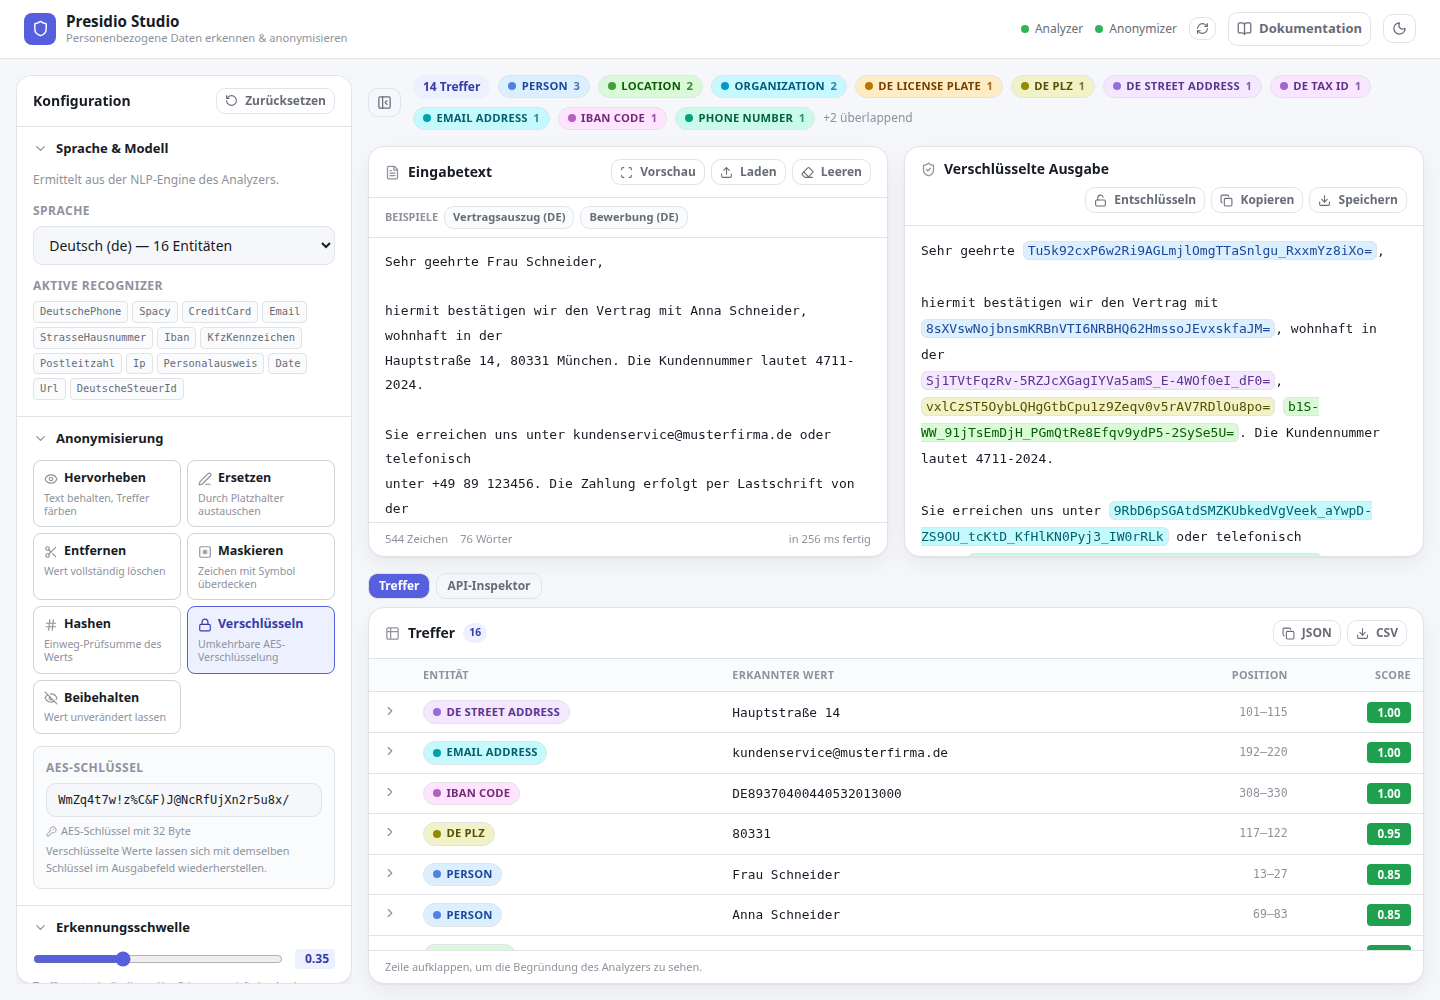 Presidio Studio
Personenbezogene Daten erkennen & anonymisieren
Analyzer
Anonymizer
Dokumentation
Konfiguration
Zurücksetzen
Sprache & Modell
Ermittelt aus der NLP-Engine des Analyzers.
SPRACHE
Deutsch (de) — 16 Entitäten
AKTIVE RECOGNIZER
DeutschePhone Spacy CreditCard Email
StrasseHausnummer Iban KfzKennzeichen
Postleitzahl Ip Personalausweis Date
Url DeutscheSteuerId
Anonymisierung
Hervorheben
Text behalten, Treffer
färben
Ersetzen
Durch Platzhalter
austauschen
Entfernen
Wert vollständig löschen
Maskieren
Zeichen mit Symbol
überdecken
Hashen
Einweg-Prüfsumme des
Werts
Verschlüsseln
Umkehrbare AES-
Verschlüsselung
Beibehalten
Wert unverändert lassen
AES-SCHLÜSSEL
WmZq4t7w!z%C&F)J@NcRfUjXn2r5u8x/
AES-Schlüssel mit 32 Byte
Verschlüsselte Werte lassen sich mit demselben
Schlüssel im Ausgabefeld wiederherstellen.
Erkennungsschwelle
0.35
14 Treffer PERSON 3 LOCATION 2 ORGANIZATION 2 DE LICENSE PLATE 1 DE PLZ 1 DE STREET ADDRESS 1 DE TAX ID 1
EMAIL ADDRESS 1 IBAN CODE 1 PHONE NUMBER 1 +2 überlappend
Eingabetext
Vorschau Laden Leeren
BEISPIELE Vertragsauszug (DE) Bewerbung (DE)
Sehr geehrte Frau Schneider,
hiermit bestätigen wir den Vertrag mit Anna Schneider,
wohnhaft in der
Hauptstraße 14, 80331 München. Die Kundennummer lautet 4711-
2024.
Sie erreichen uns unter kundenservice@musterfirma.de oder
telefonisch
unter +49 89 123456. Die Zahlung erfolgt per Lastschrift von
der
544 Zeichen 76 Wörter in 256 ms fertig
Verschlüsselte Ausgabe
Entschlüsseln Kopieren Speichern
Sehr geehrte Tu5k92cxP6w2Ri9AGLmjlOmgTTaSnlgu_RxxmYz8iXo=,
hiermit bestätigen wir den Vertrag mit
8sXVswNojbnsmKRBnVTI6NRBHQ62HmssoJEvxskfaJM=, wohnhaft in
der
Sj1TVtFqzRv-5RZJcXGagIYVa5amS_E-4WOf0eI_dF0=,
vxlCzST5OybLQHgGtbCpu1z9Zeqv0v5rAV7RDlOu8po= b1S-
WW_91jTsEmDjH_PGmQtRe8Efqv9ydP5-2SySe5U=. Die Kundennummer
lautet 4711-2024.
Sie erreichen uns unter 9RbD6pSGAtdSMZKUbkedVgVeek_aYwpD-
ZS9OU_tcKtD_KfHlKN0Pyj3_IW0rRLk oder telefonisch
Treffer API-Inspektor
Treffer 16
JSON CSV
ENTITÄT ERKANNTER WERT POSITION SCORE
DE STREET ADDRESS Hauptstraße 14 101–115 1.00
EMAIL ADDRESS kundenservice@musterfirma.de 192–220 1.00
IBAN CODE DE89370400440532013000 308–330 1.00
DE PLZ 80331 117–122 0.95
PERSON Frau Schneider 13–27 0.85
PERSON Anna Schneider 69–83 0.85
Zeile aufklappen, um die Begründung des Analyzers zu sehen.